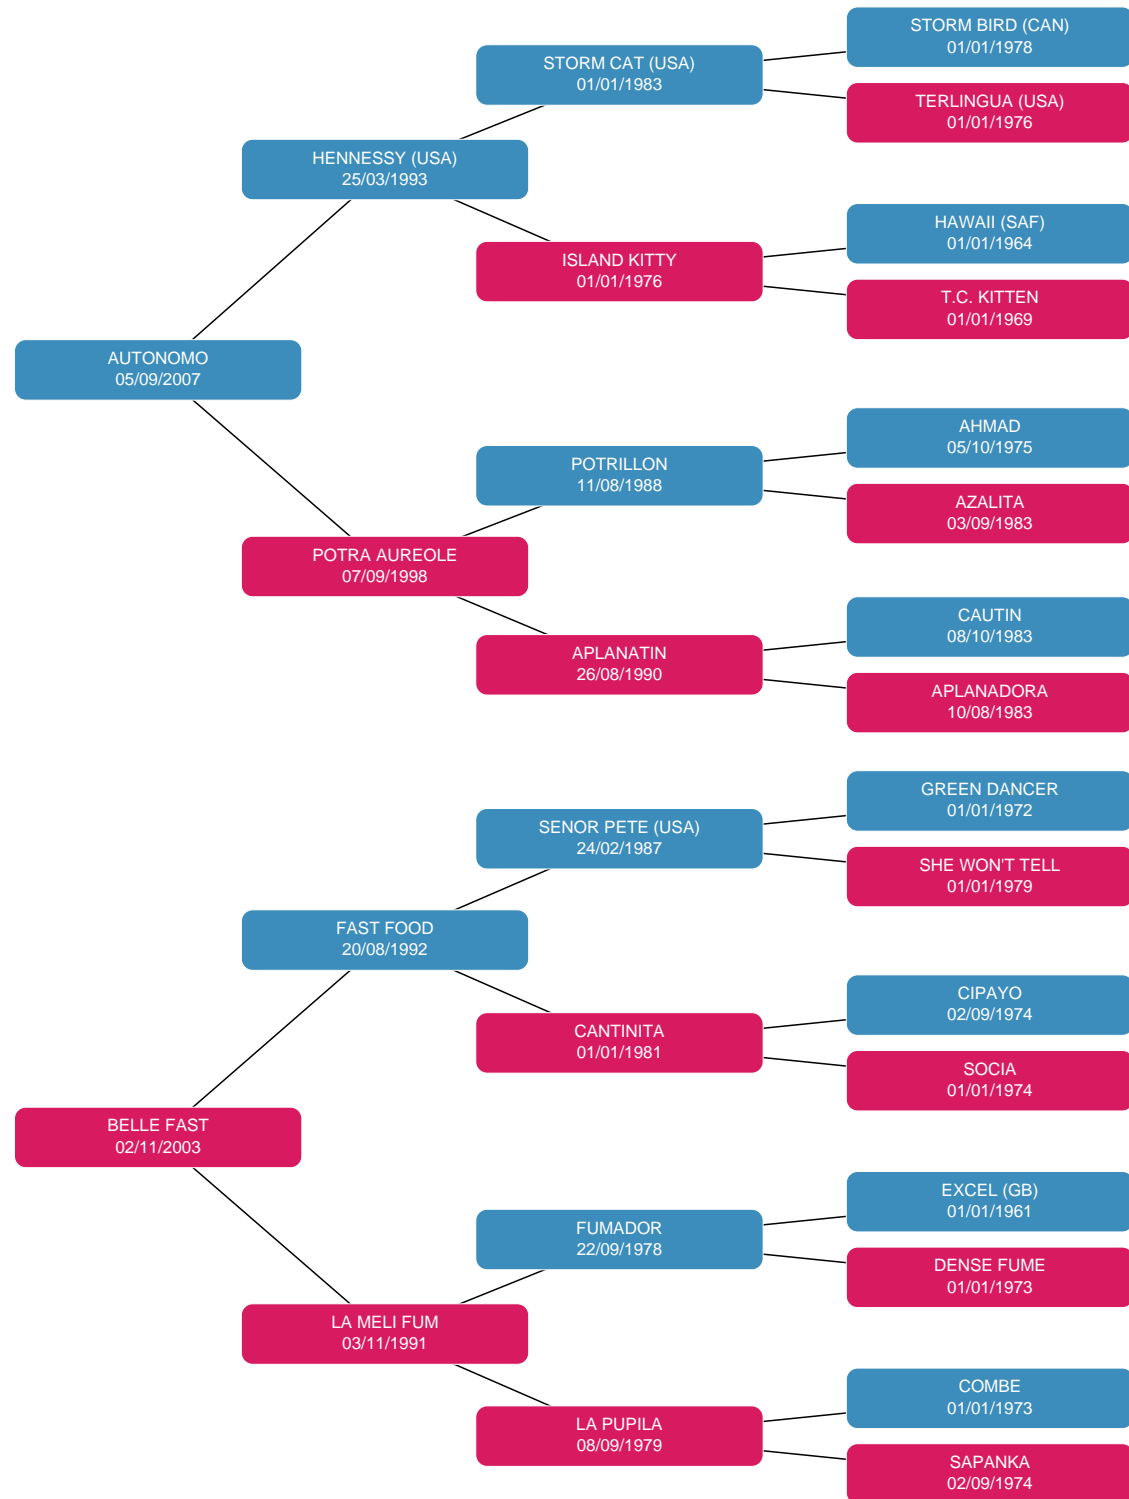 STORM BIRD (CAN)
01/01/1978
STORM CAT (USA)
01/01/1983
TERLINGUA (USA)
01/01/1976
HENNESSY (USA)
25/03/1993
HAWAII (SAF)
01/01/1964
ISLAND KITTY
01/01/1976
T.C. KITTEN
01/01/1969
AUTONOMO
05/09/2007
AHMAD
05/10/1975
POTRILLON
11/08/1988
AZALITA
03/09/1983
POTRA AUREOLE
07/09/1998
CAUTIN
08/10/1983
APLANATIN
26/08/1990
APLANADORA
10/08/1983
GREEN DANCER
01/01/1972
SENOR PETE (USA)
24/02/1987
SHE WON'T TELL
01/01/1979
FAST FOOD
20/08/1992
CIPAYO
02/09/1974
CANTINITA
01/01/1981
SOCIA
01/01/1974
BELLE FAST
02/11/2003
EXCEL (GB)
01/01/1961
FUMADOR
22/09/1978
DENSE FUME
01/01/1973
LA MELI FUM
03/11/1991
COMBE
01/01/1973
LA PUPILA
08/09/1979
SAPANKA
02/09/1974